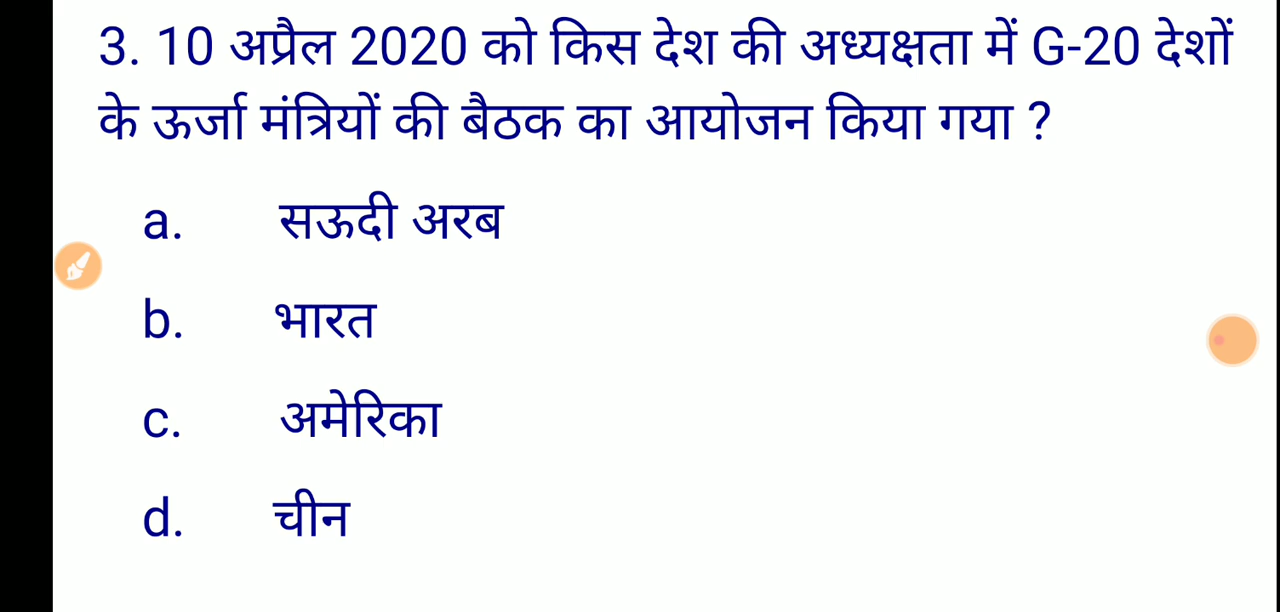 3. 10 अप्रैल 2020 को किस देश की अध्यक्षता में G-20 देशों
के ऊर्जा मंत्रियों की बैठक का आयोजन किया गया ?
a. सऊदी अरब
b. भारत
c. अमेरिका
d. चीन